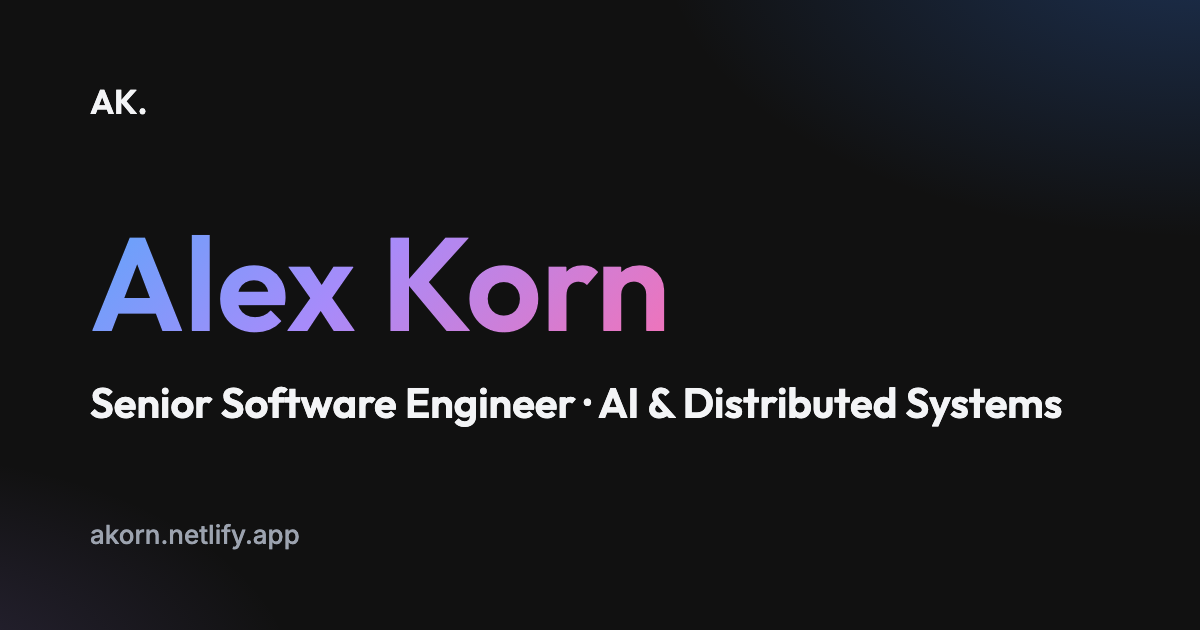 AK.
Alex Korn
Senior Software Engineer · AI & Distributed Systems
akorn.netlify.app